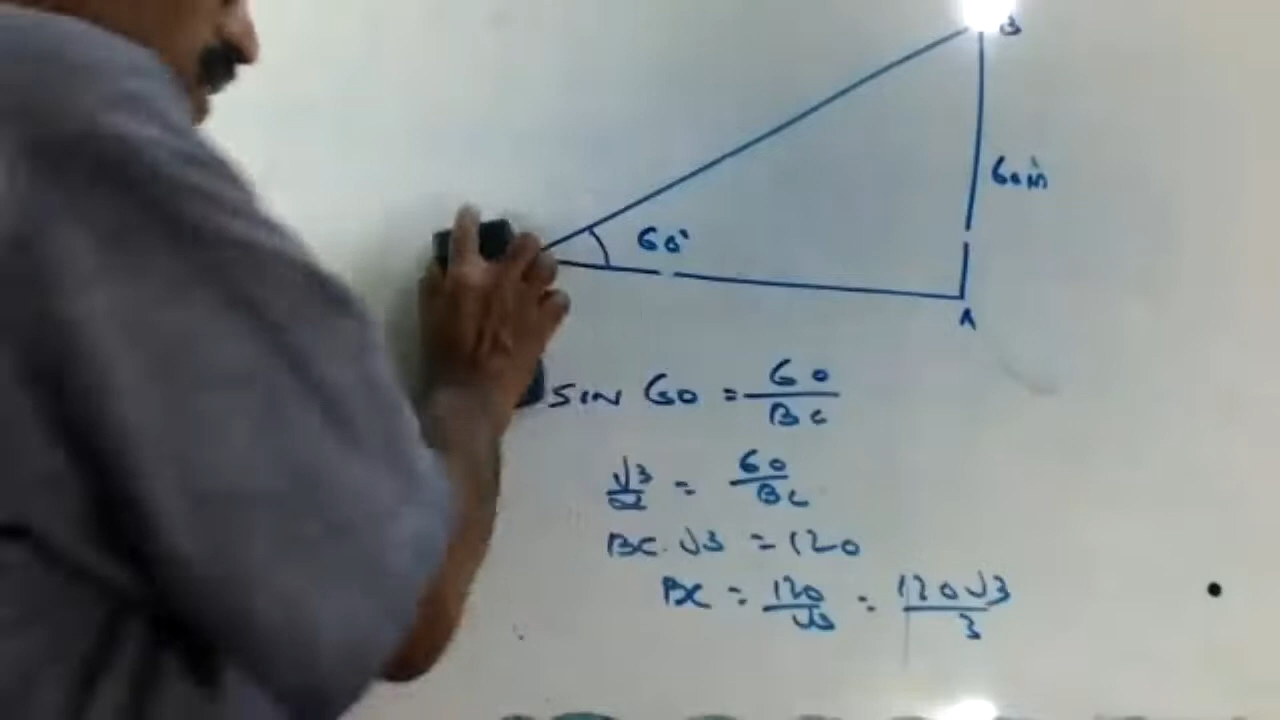 B
60m
60°
A
SIN 60 = 60/BC
√3/2 = 60/BC
BC.√3 = 120
BC = 120/√3 = 120√3/3